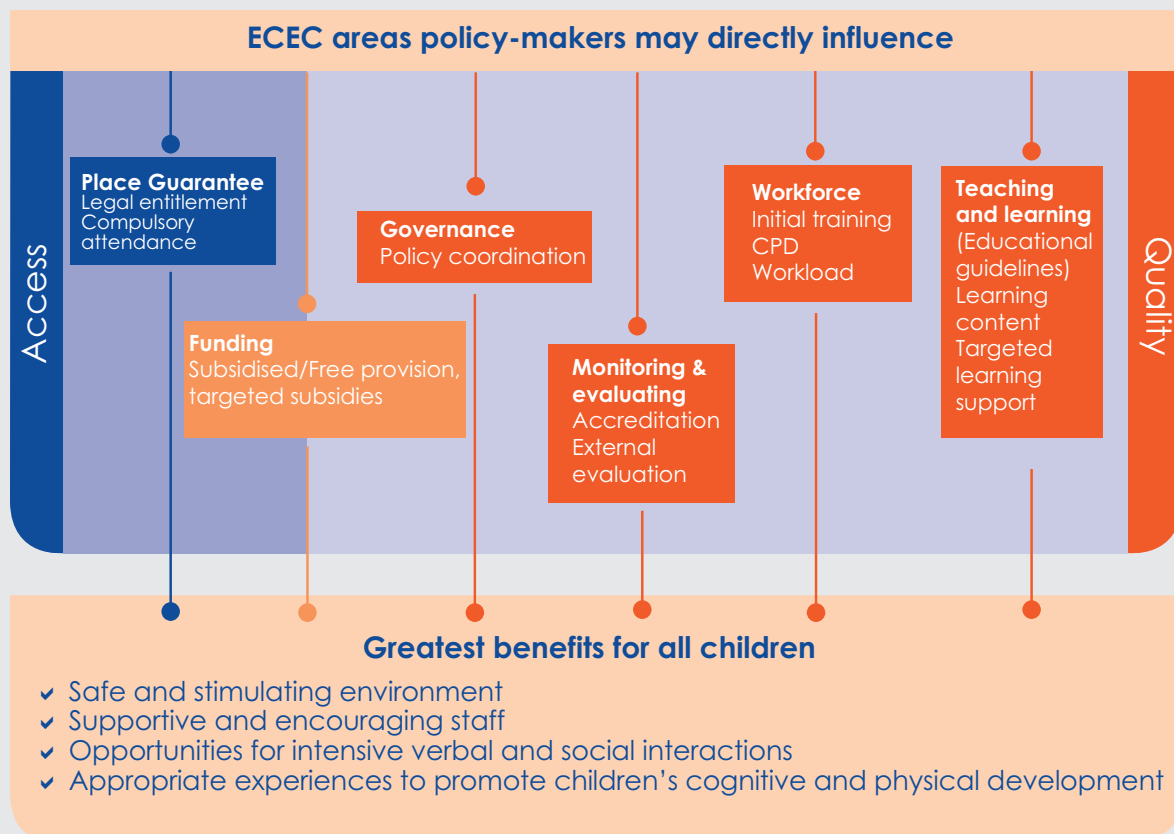 ECEC areas policy-makers may directly influence
Access
Place Guarantee
Legal entitlement
Compulsory
attendance
Funding
Subsidised/Free provision,
targeted subsidies
Governance
Policy coordination
Monitoring &
evaluating
Accreditation
External
evaluation
Workforce
Initial training
CPD
Workload
Teaching
and learning
(Educational
guidelines)
Learning
content
Targeted
learning
support
Quality
Greatest benefits for all children
Safe and stimulating environment
Supportive and encouraging staff
Opportunities for intensive verbal and social interactions
Appropriate experiences to promote children’s cognitive and physical development